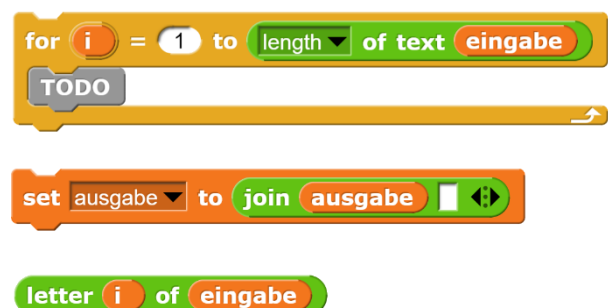 for i = 1 to length of text eingabe
TODO
set ausgabe to join ausgabe
letter i of eingabe